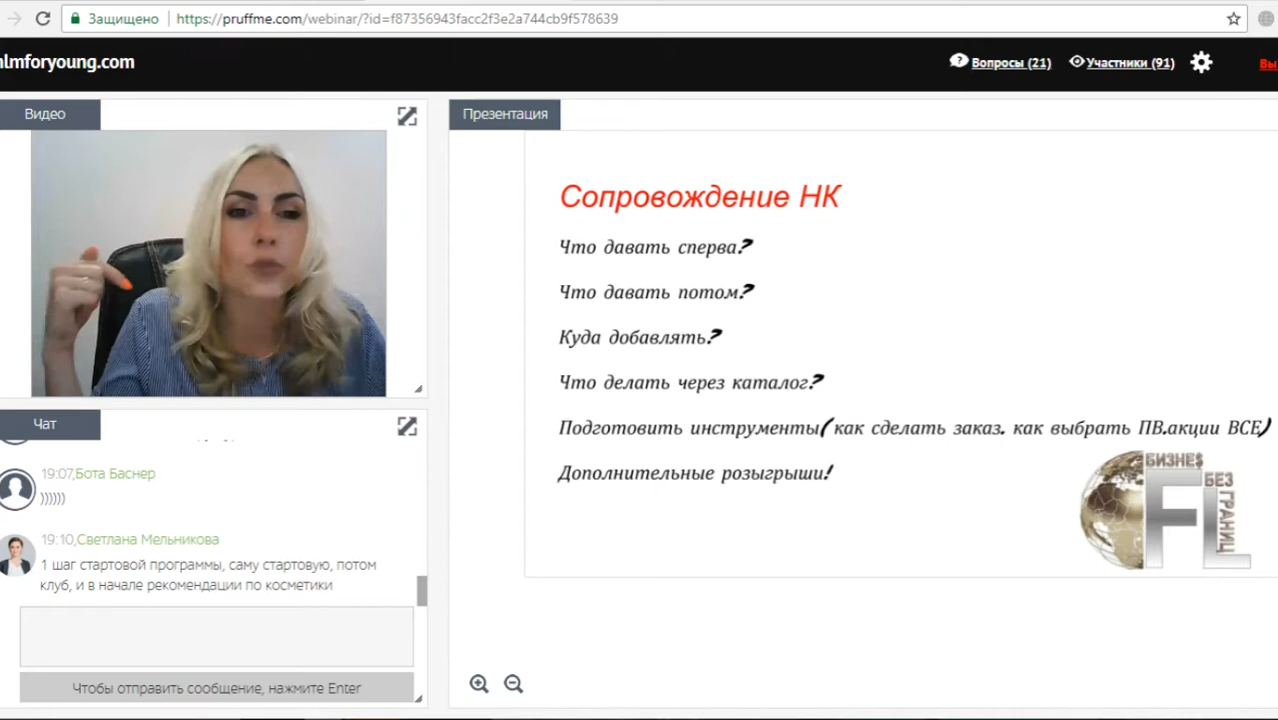 Защищено
https://pruffme.com/webinar/?id=f87356943facc2f3e2a744cb9f578639
mlmforyoung.com
Вопросы (21)
Участники (91)
Вы
Видео
Презентация
Сопровождение НК
Что давать сперва?
Что давать потом?
Куда добавлять?
Что делать через каталог?
Подготовить инструменты( как сделать заказ. как выбрать ПВ.акции ВСЕ)
Дополнительные розыгрыши!
БИЗНЕ$
БЕЗ
ГРАНИЦ
FL
Чат
19:07,Бота Баснер
))))))
19:10,Светлана Мельникова
1 шаг стартовой программы, саму стартовую, потом
клуб, и в начале рекомендации по косметики
Чтобы отправить сообщение, нажмите Enter